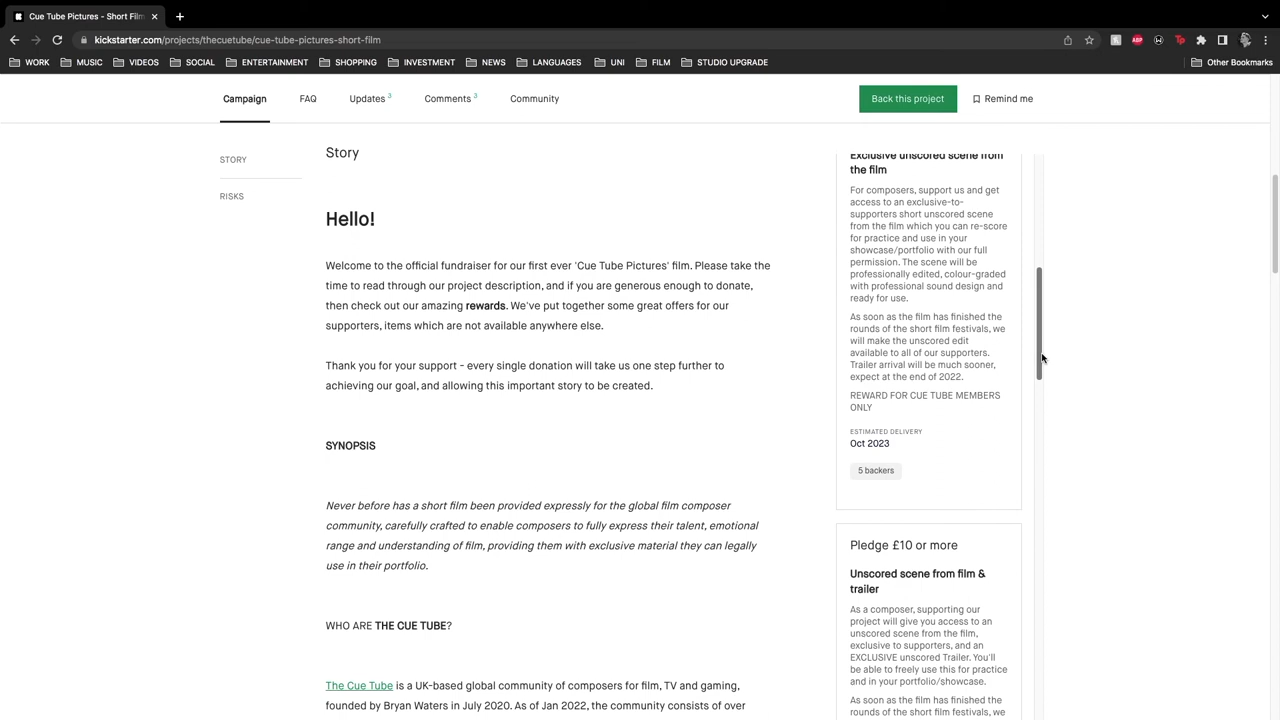 Cue Tube Pictures - Short Film
kickstarter.com/projects/thecuetube/cue-tube-pictures-short-film
WORK MUSIC VIDEOS SOCIAL ENTERTAINMENT SHOPPING INVESTMENT NEWS LANGUAGES UNI FILM STUDIO UPGRADE Other Bookmarks
Campaign FAQ Updates 3 Comments 3 Community Back this project Remind me
STORY
RISKS
Story
Hello!
Welcome to the official fundraiser for our first ever 'Cue Tube Pictures' film. Please take the
time to read through our project description, and if you are generous enough to donate,
then check out our amazing rewards. We've put together some great offers for our
supporters, items which are not available anywhere else.
Thank you for your support - every single donation will take us one step further to
achieving our goal, and allowing this important story to be created.
SYNOPSIS
Never before has a short film been provided expressly for the global film composer
community, carefully crafted to enable composers to fully express their talent, emotional
range and understanding of film, providing them with exclusive material they can legally
use in their portfolio.
WHO ARE THE CUE TUBE?
The Cue Tube is a UK-based global community of composers for film, TV and gaming,
founded by Bryan Waters in July 2020. As of Jan 2022, the community consists of over
Exclusive unscored scene from
the film
For composers, support us and get
access to an exclusive-to-
supporters short unscored scene
from the film which you can re-score
for practice and use in your
showcase/portfolio with our full
permission. The scene will be
professionally edited, colour-graded
with professional sound design and
ready for use.
As soon as the film has finished the
rounds of the short film festivals, we
will make the unscored edit
available to all of our supporters.
Trailer arrival will be much sooner,
expect at the end of 2022.
REWARD FOR CUE TUBE MEMBERS
ONLY
ESTIMATED DELIVERY
Oct 2023
5 backers
Pledge £10 or more
Unscored scene from film &
trailer
As a composer, supporting our
project will give you access to an
unscored scene from the film,
exclusive to supporters, and an
EXCLUSIVE unscored Trailer. You'll
be able to freely use this for practice
and in your portfolio/showcase.
As soon as the film has finished the
rounds of the short film festivals, we